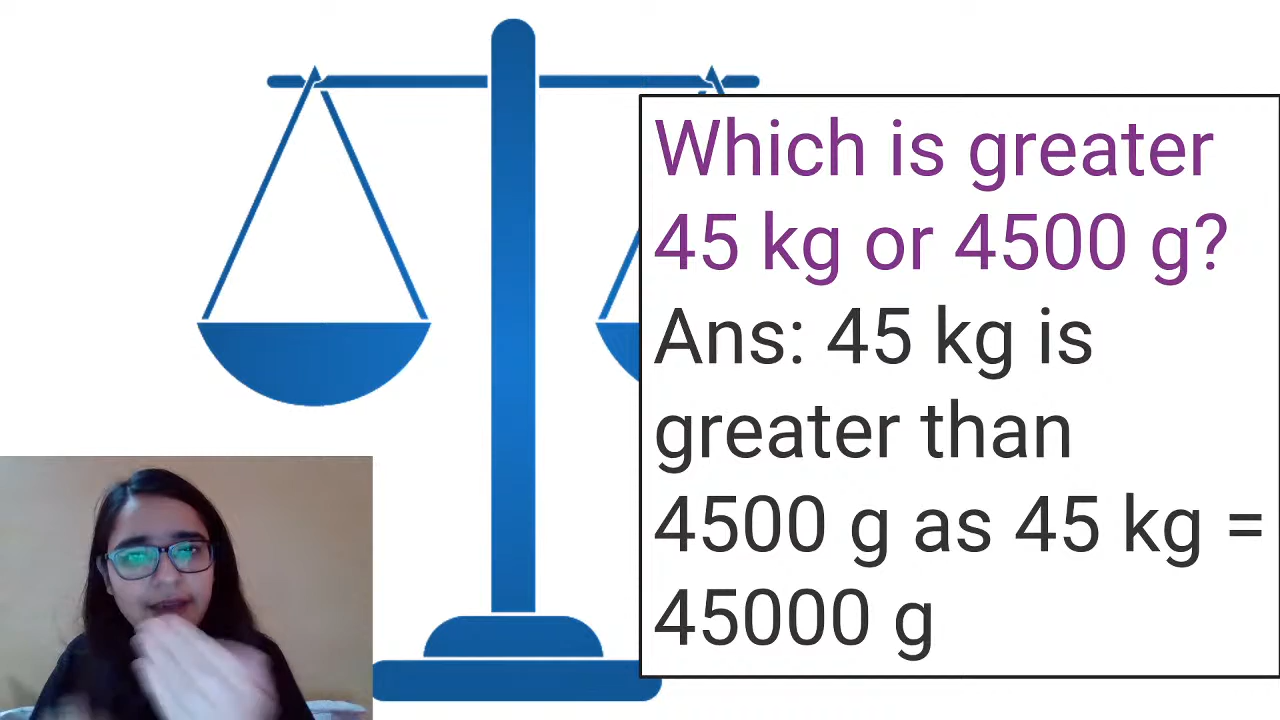 Which is greater
45 kg or 4500 g?
Ans: 45 kg is
greater than
4500 g as 45 kg =
45000 g